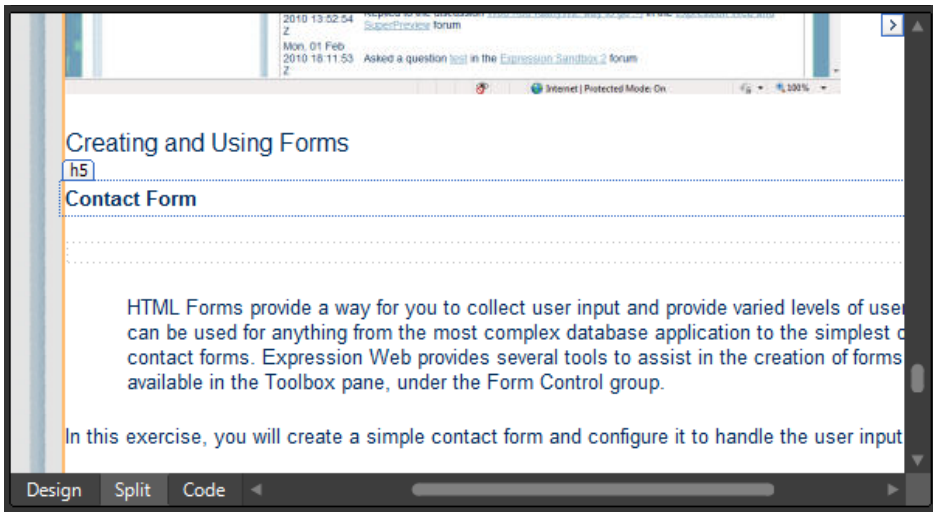 2010 13:52:54
Z
SuperPreview forum
Mon, 01 Feb
2010 18:11:53 Asked a question test in the Expression Sandbox 2 forum
Z
Internet | Protected Mode: On 100%
Creating and Using Forms
h5
Contact Form
HTML Forms provide a way for you to collect user input and provide varied levels of user
can be used for anything from the most complex database application to the simplest
contact forms. Expression Web provides several tools to assist in the creation of forms
available in the Toolbox pane, under the Form Control group.
In this exercise, you will create a simple contact form and configure it to handle the user input
Design Split Code